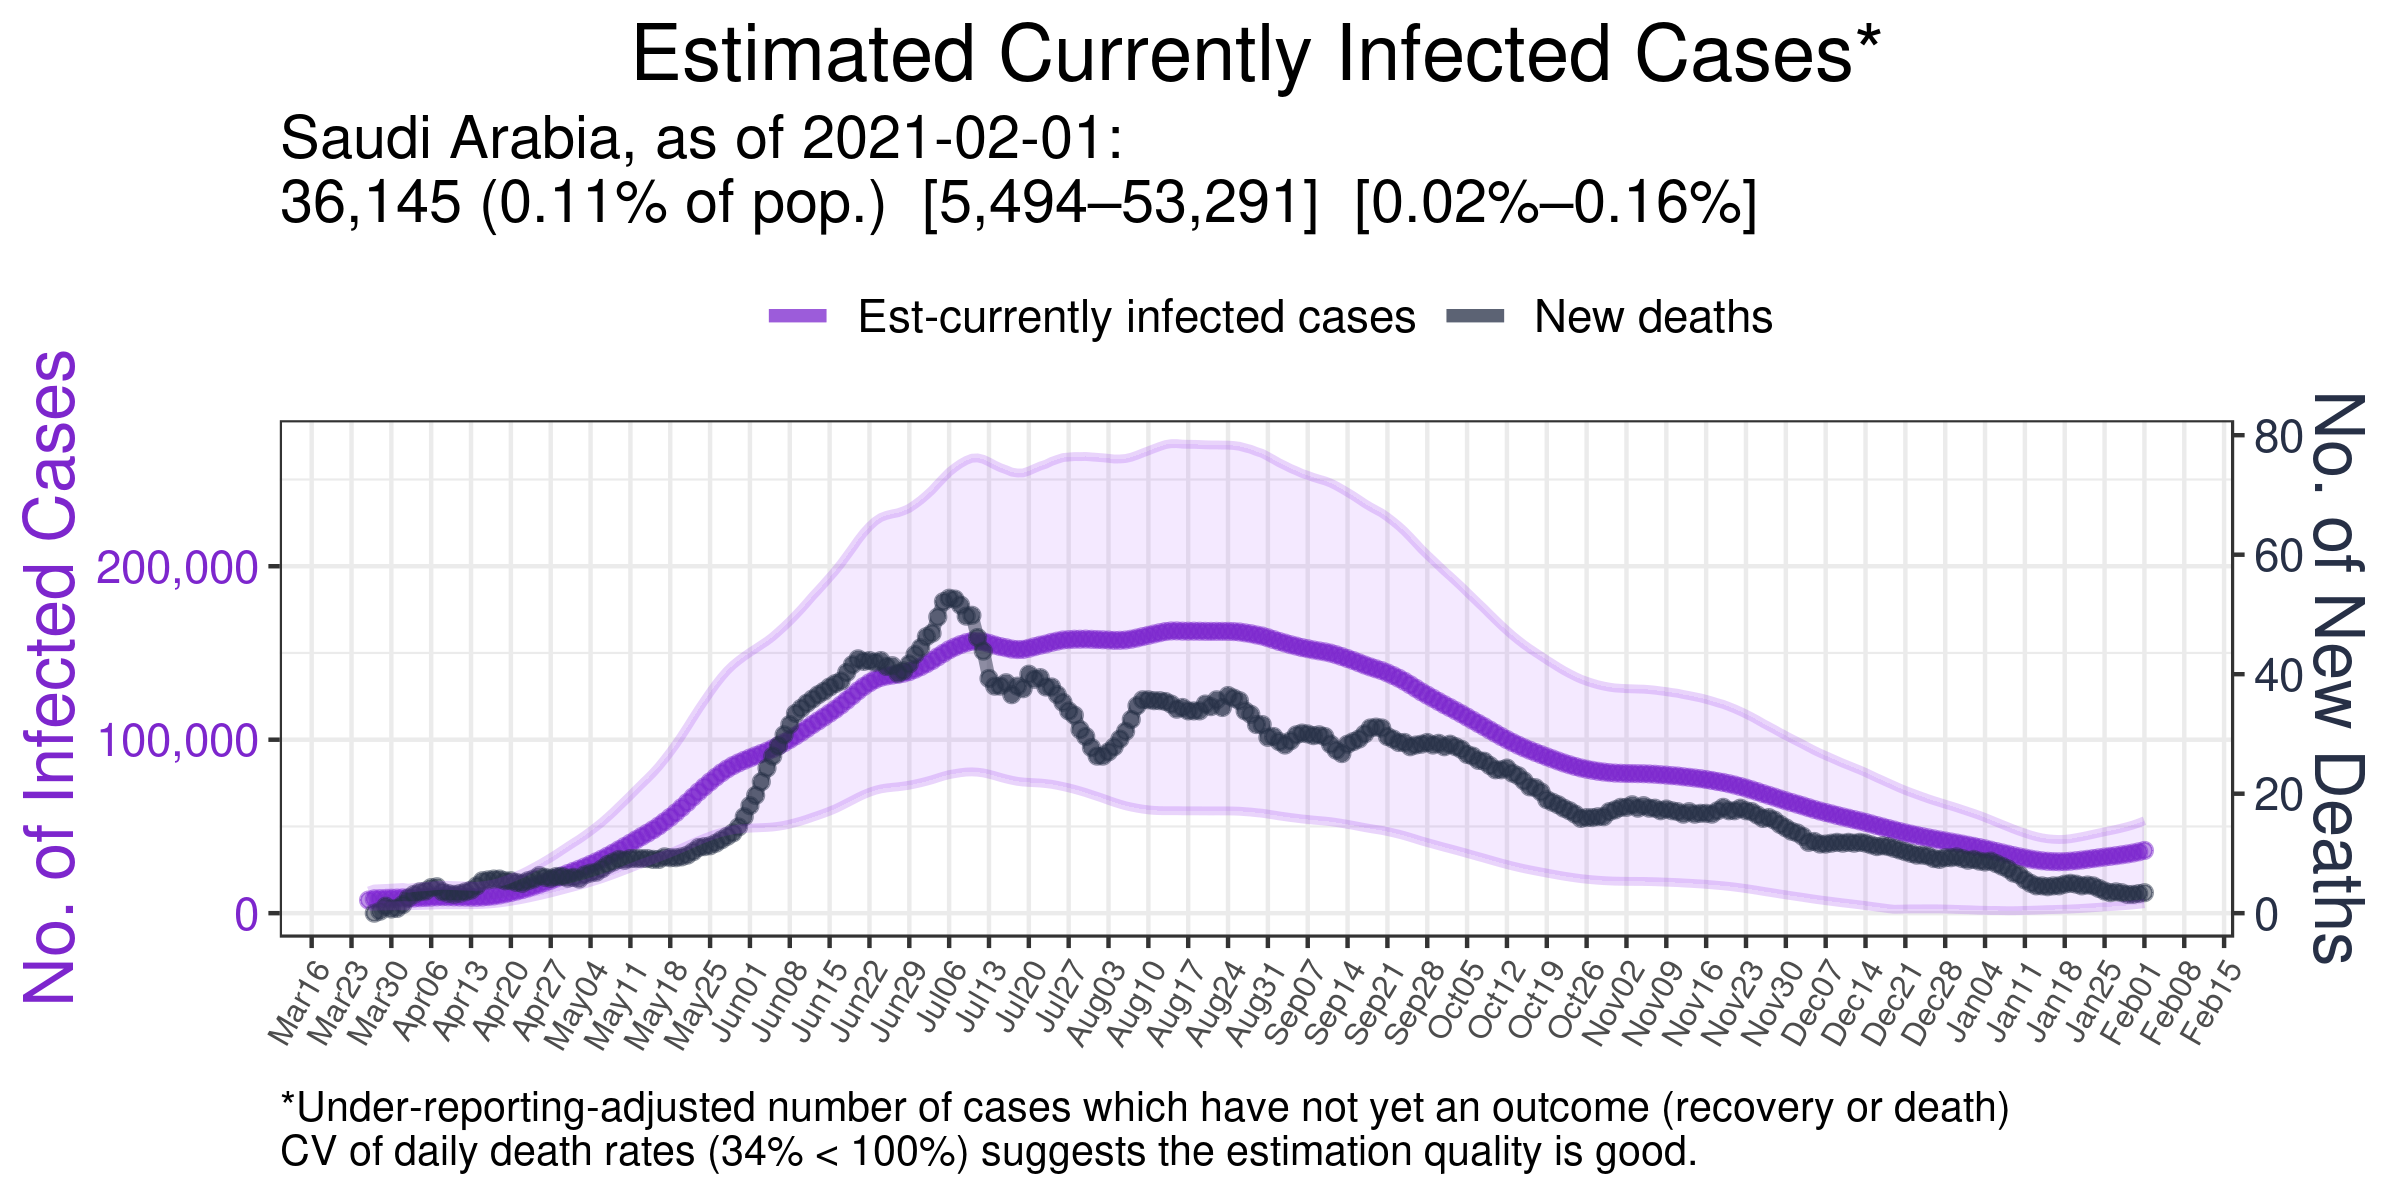 Estimated Currently Infected Cases*
Saudi Arabia, as of 2021-02-01:
36,145 (0.11% of pop.) [5,494–53,291] [0.02%–0.16%]
Est-currently infected cases New deaths
No. of Infected Cases
200,000
100,000
0
80
60
40
20
0
No. of New Deaths
Mar16 Mar23 Mar30 Apr06 Apr13 Apr20 Apr27 May04 May11 May18 May25 Jun01 Jun08 Jun15 Jun22 Jun29 Jul06 Jul13 Jul20 Jul27 Aug03 Aug10 Aug17 Aug24 Aug31 Sep07 Sep14 Sep21 Sep28 Oct05 Oct12 Oct19 Oct26 Nov02 Nov09 Nov16 Nov23 Nov30 Dec07 Dec14 Dec21 Dec28 Jan04 Jan11 Jan18 Jan25 Feb01 Feb08 Feb15
*Under-reporting-adjusted number of cases which have not yet an outcome (recovery or death)
CV of daily death rates (34% < 100%) suggests the estimation quality is good.